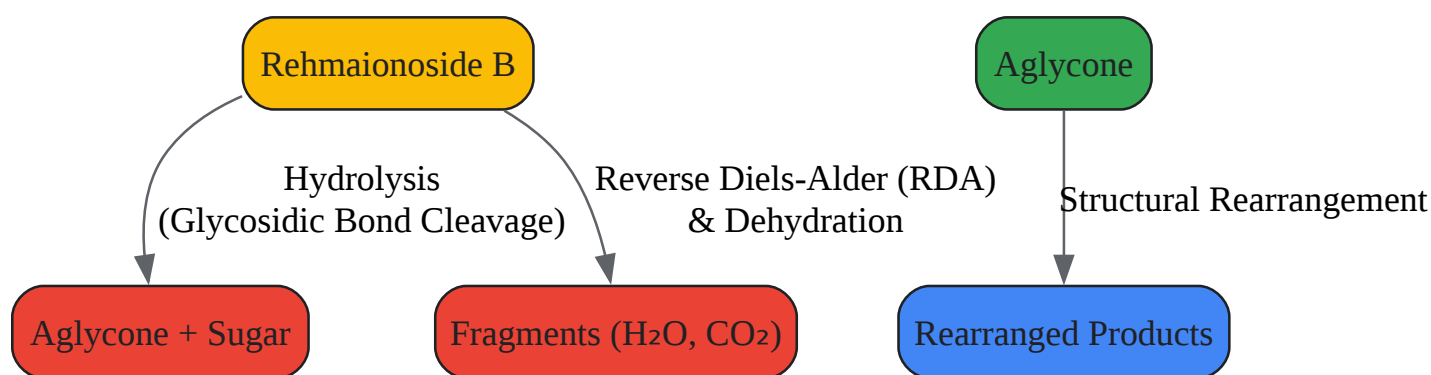 Rehmaionoside B
Aglycone
Hydrolysis
(Glycosidic Bond Cleavage)
Reverse Diels-Alder (RDA)
& Dehydration
Structural Rearrangement
Aglycone + Sugar
Fragments (H₂O, CO₂)
Rearranged Products